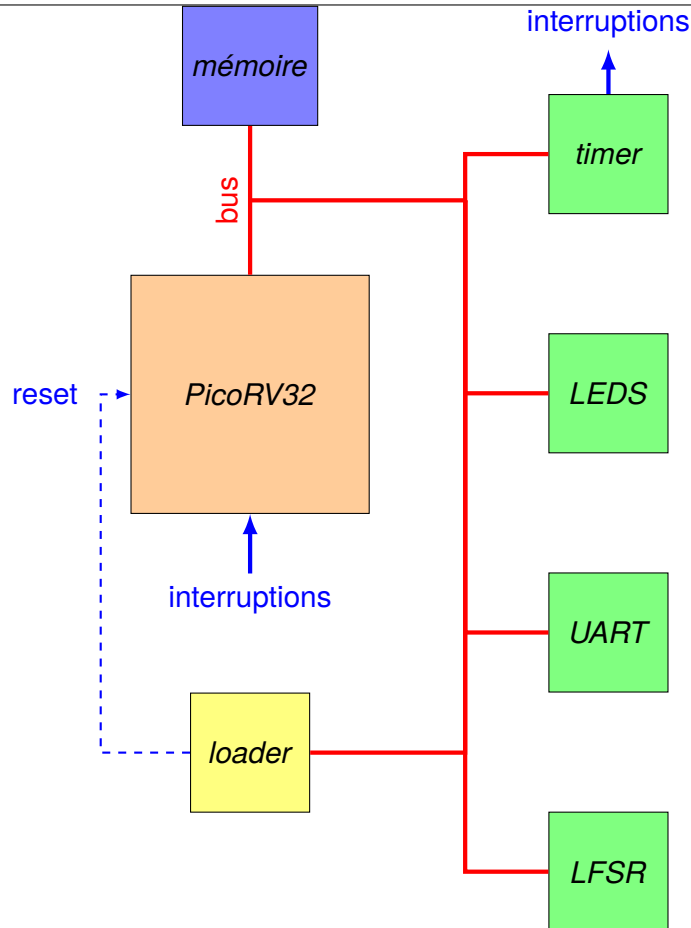 interruptions
mémoire
timer
bus
reset
PicoRV32
LEDS
interruptions
UART
loader
LFSR